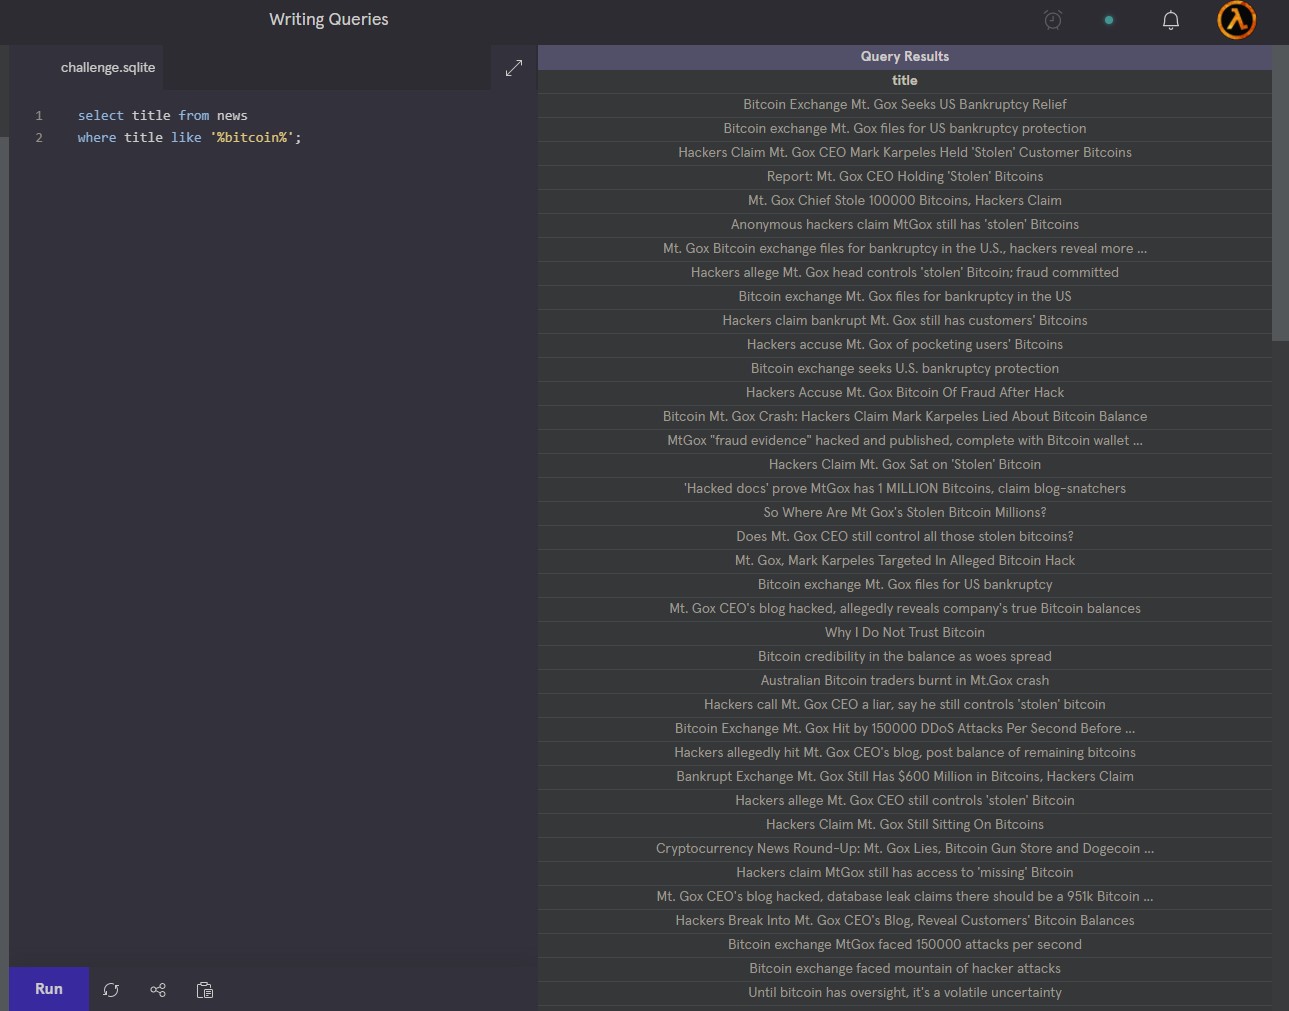 Writing Queries
challenge.sqlite
1 select title from news
2 where title like '%bitcoin%';
Run
Query Results
title
Bitcoin Exchange Mt. Gox Seeks US Bankruptcy Relief
Bitcoin exchange Mt. Gox files for US bankruptcy protection
Hackers Claim Mt. Gox CEO Mark Karpeles Held 'Stolen' Customer Bitcoins
Report: Mt. Gox CEO Holding 'Stolen' Bitcoins
Mt. Gox Chief Stole 100000 Bitcoins, Hackers Claim
Anonymous hackers claim MtGox still has 'stolen' Bitcoins
Mt. Gox Bitcoin exchange files for bankruptcy in the U.S., hackers reveal more ...
Hackers allege Mt. Gox head controls 'stolen' Bitcoin; fraud committed
Bitcoin exchange Mt. Gox files for bankruptcy in the US
Hackers claim bankrupt Mt. Gox still has customers' Bitcoins
Hackers accuse Mt. Gox of pocketing users' Bitcoins
Bitcoin exchange seeks U.S. bankruptcy protection
Hackers Accuse Mt. Gox Bitcoin Of Fraud After Hack
Bitcoin Mt. Gox Crash: Hackers Claim Mark Karpeles Lied About Bitcoin Balance
MtGox "fraud evidence" hacked and published, complete with Bitcoin wallet ...
Hackers Claim Mt. Gox Sat on 'Stolen' Bitcoin
'Hacked docs' prove MtGox has 1 MILLION Bitcoins, claim blog-snatchers
So Where Are Mt Gox's Stolen Bitcoin Millions?
Does Mt. Gox CEO still control all those stolen bitcoins?
Mt. Gox, Mark Karpeles Targeted In Alleged Bitcoin Hack
Bitcoin exchange Mt. Gox files for US bankruptcy
Mt. Gox CEO's blog hacked, allegedly reveals company's true Bitcoin balances
Why I Do Not Trust Bitcoin
Bitcoin credibility in the balance as woes spread
Australian Bitcoin traders burnt in Mt.Gox crash
Hackers call Mt. Gox CEO a liar, say he still controls 'stolen' bitcoin
Bitcoin Exchange Mt. Gox Hit by 150000 DDoS Attacks Per Second Before ...
Hackers allegedly hit Mt. Gox CEO's blog, post balance of remaining bitcoins
Bankrupt Exchange Mt. Gox Still Has $600 Million in Bitcoins, Hackers Claim
Hackers allege Mt. Gox CEO still controls 'stolen' Bitcoin
Hackers Claim Mt. Gox Still Sitting On Bitcoins
Cryptocurrency News Round-Up: Mt. Gox Lies, Bitcoin Gun Store and Dogecoin ...
Hackers claim MtGox still has access to 'missing' Bitcoin
Mt. Gox CEO's blog hacked, database leak claims there should be a 951k Bitcoin ...
Hackers Break Into Mt. Gox CEO's Blog, Reveal Customers' Bitcoin Balances
Bitcoin exchange MtGox faced 150000 attacks per second
Bitcoin exchange faced mountain of hacker attacks
Until bitcoin has oversight, it's a volatile uncertainty